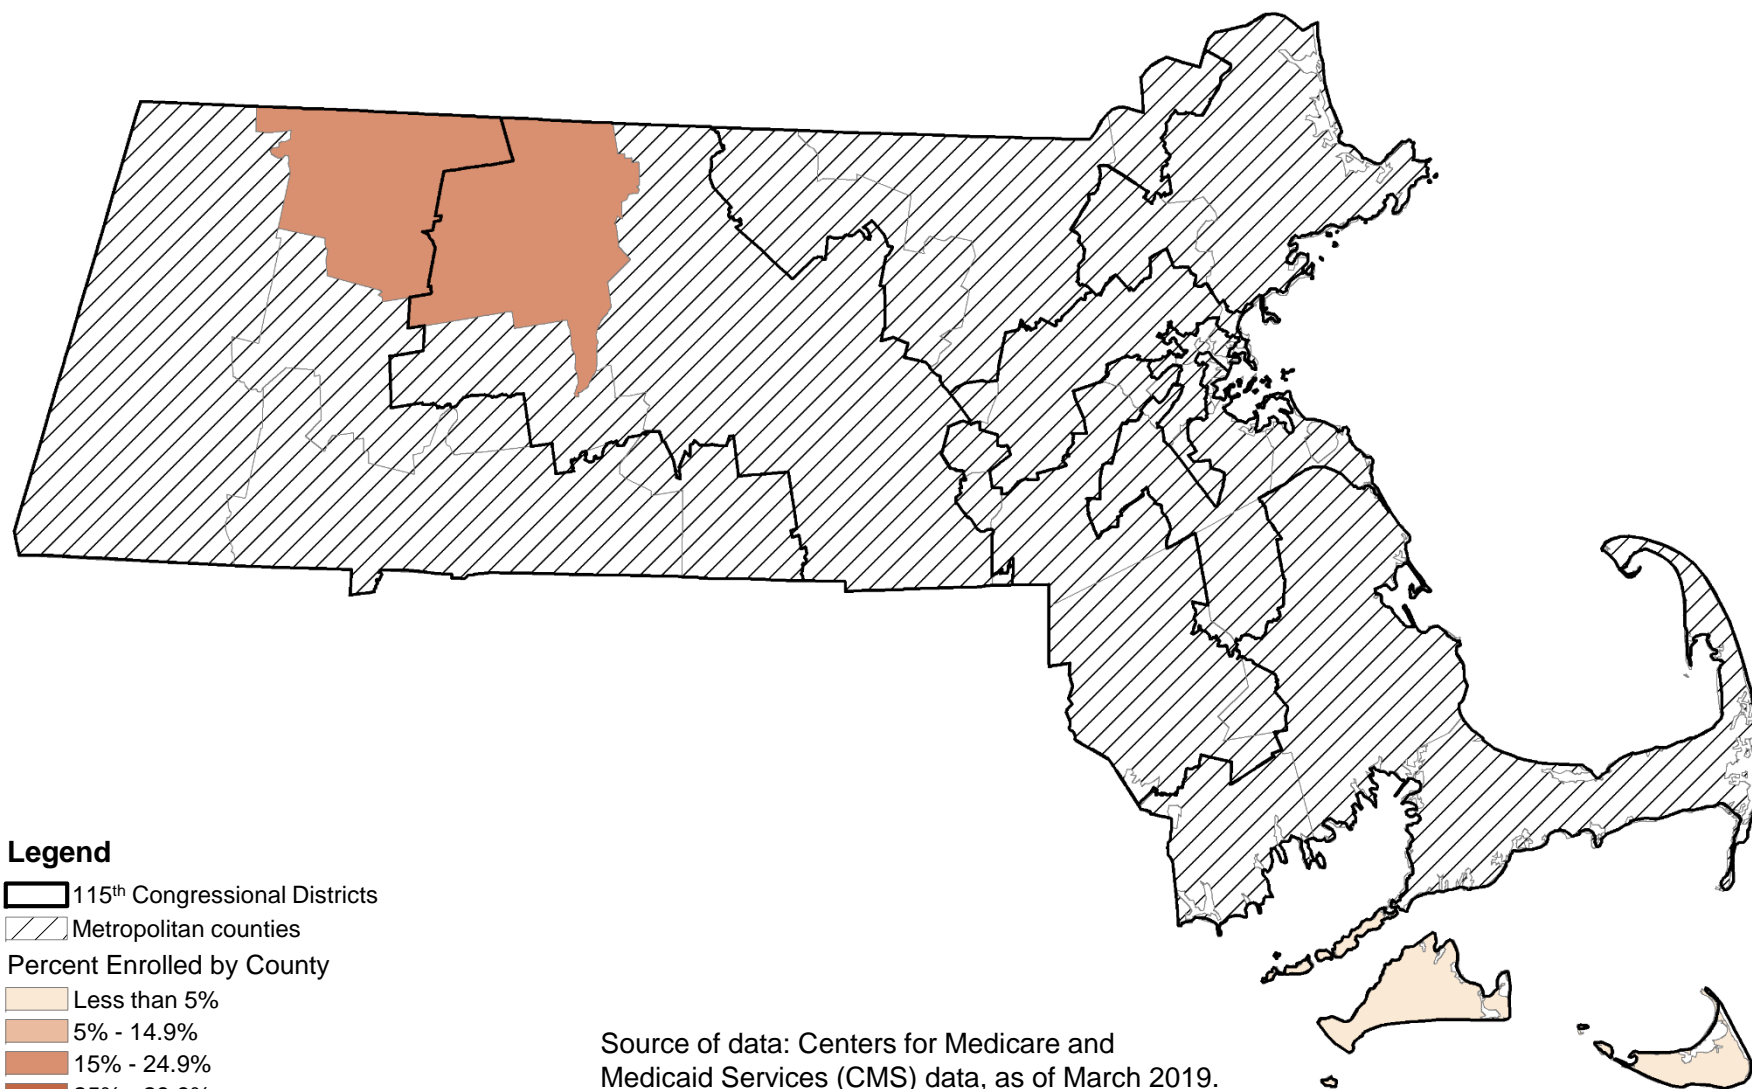 Legend
115th Congressional Districts
Metropolitan counties
Percent Enrolled by County
Less than 5%
5% - 14.9%
15% - 24.9%
Source of data: Centers for Medicare and
Medicaid Services (CMS) data, as of March 2019.